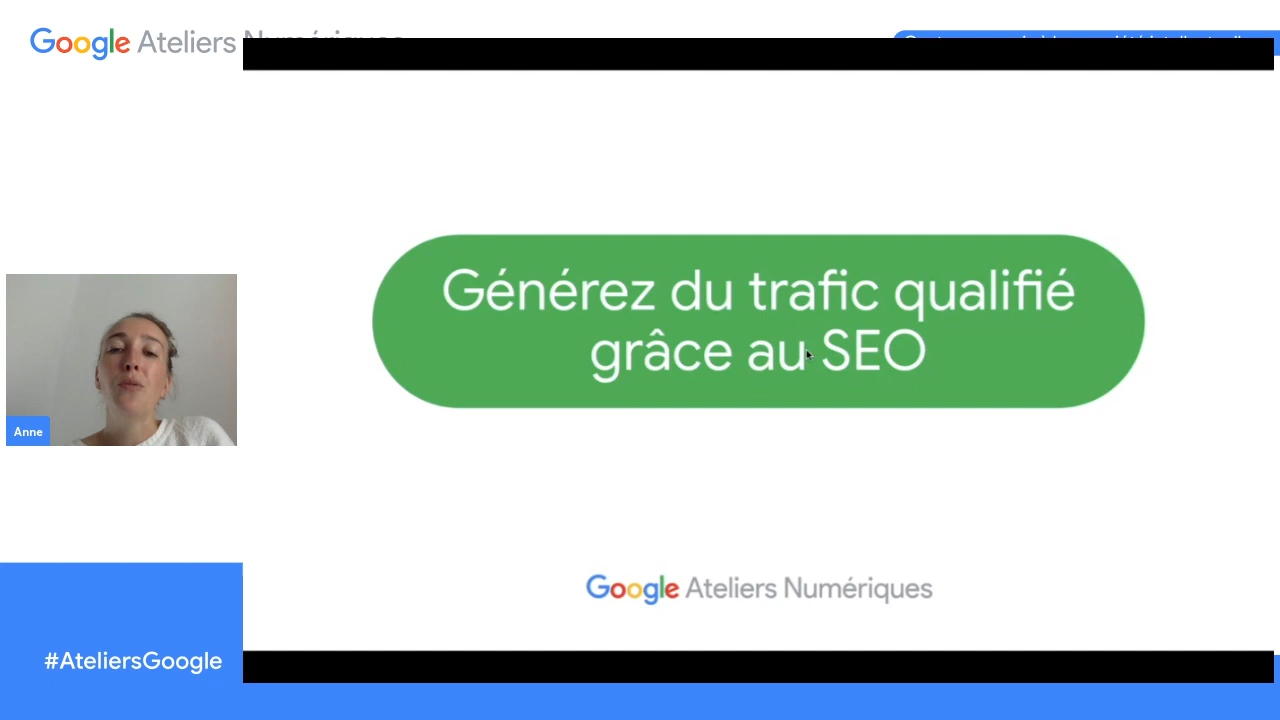 Google Ateliers
Générez du trafic qualifié
grâce au SEO
Anne
Google Ateliers Numériques
#AteliersGoogle